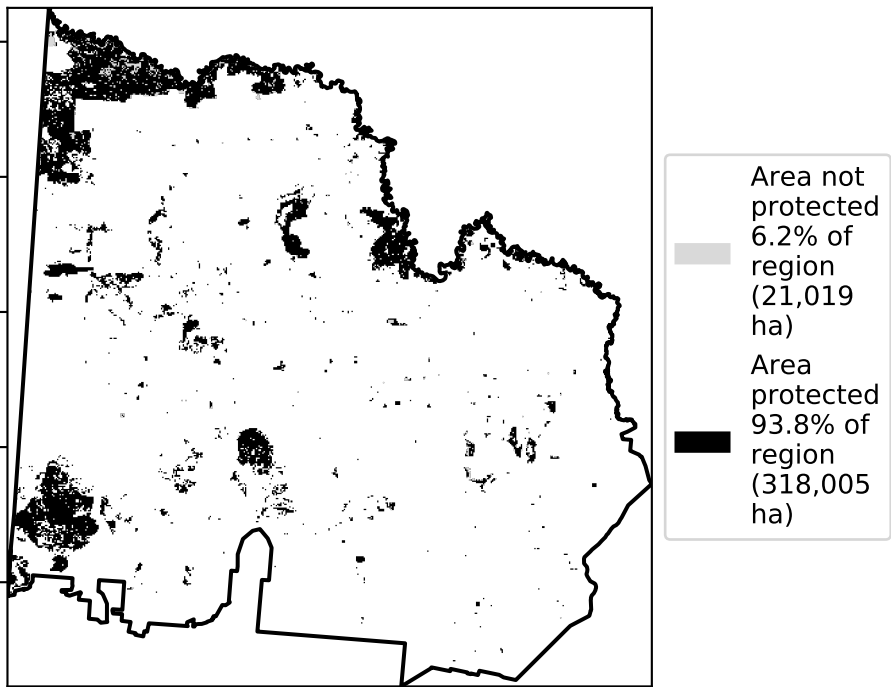 Area not
protected
6.2% of
region
(21,019
ha)
Area
protected
93.8% of
region
(318,005
ha)